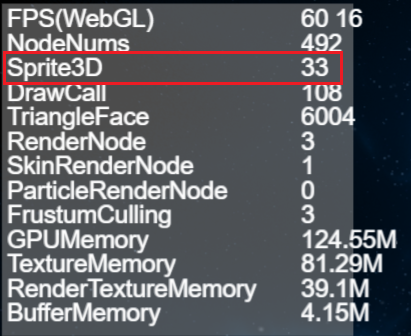 FPS(WebGL) 60 16
NodeNums 492
Sprite3D 33
DrawCall 108
TriangleFace 6004
RenderNode 3
SkinRenderNode 1
ParticleRenderNode 0
FrustumCulling 3
GPUMemory 124.55M
TextureMemory 81.29M
RenderTextureMemory 39.1M
BufferMemory 4.15M